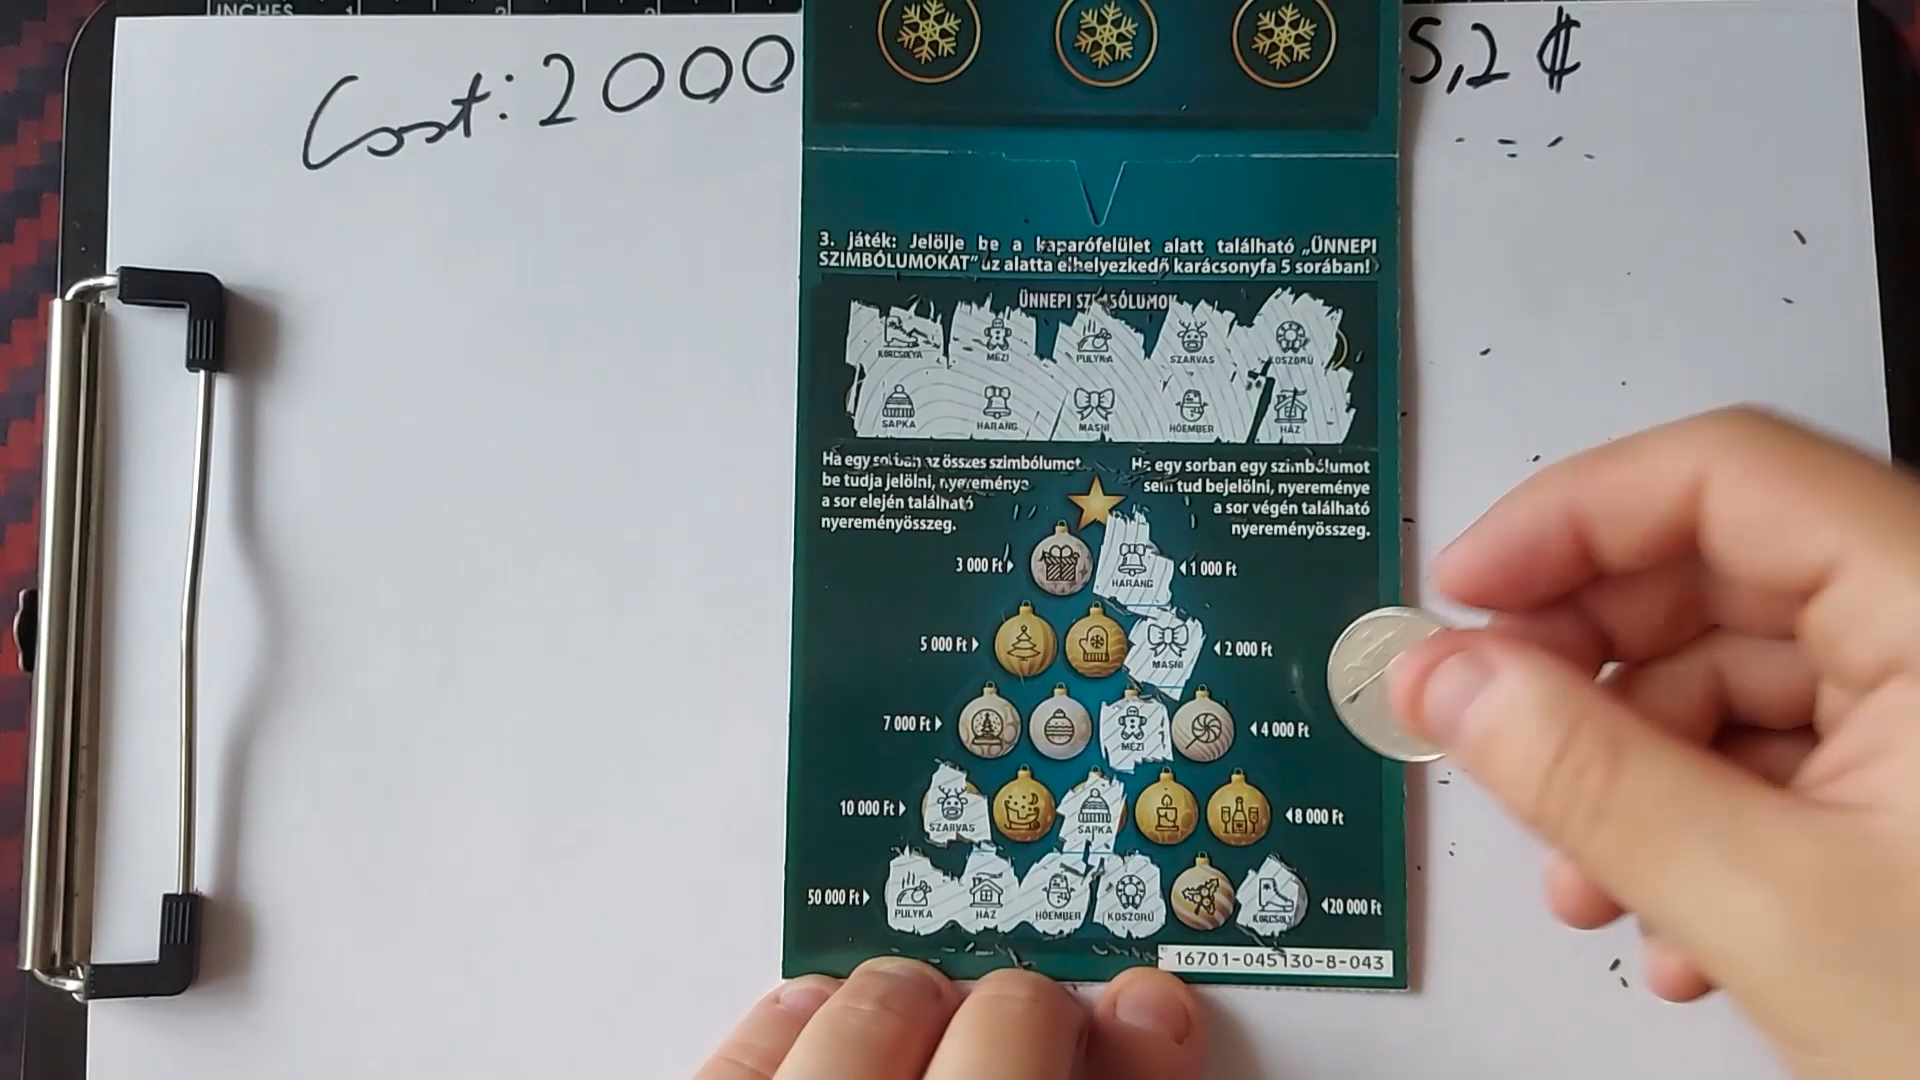 INCHES 1 2 3
Cost: 2000
5,2 $
3. játék: Jelölje be a kaparófelület alatt található „ÜNNEPI
SZIMBÓLUMOKAT” az alatta elhelyezkedő karácsonyfa 5 sorában!
ÜNNEPI SZIMBÓLUMOK
KORCSOLYA MÉZI PULYKA SZARVAS KOSZORÚ
SAPKA HARANG MASNI HÓEMBER HÁZ
Ha egy sorban az összes szimbólumot
be tudja jelölni, nyereménye
a sor elején található
nyereményösszeg.
Ha egy sorban egy szimbólumot
sem tud bejelölni, nyereménye
a sor végén található
nyereményösszeg.
3 000 Ft HARANG 1 000 Ft
5 000 Ft MASNI 2 000 Ft
7 000 Ft MÉZI 4 000 Ft
10 000 Ft SZARVAS SAPKA 8 000 Ft
50 000 Ft PULYKA HÁZ HÓEMBER KOSZORÚ KORCSOLY 20 000 Ft
16701-045130-8-043